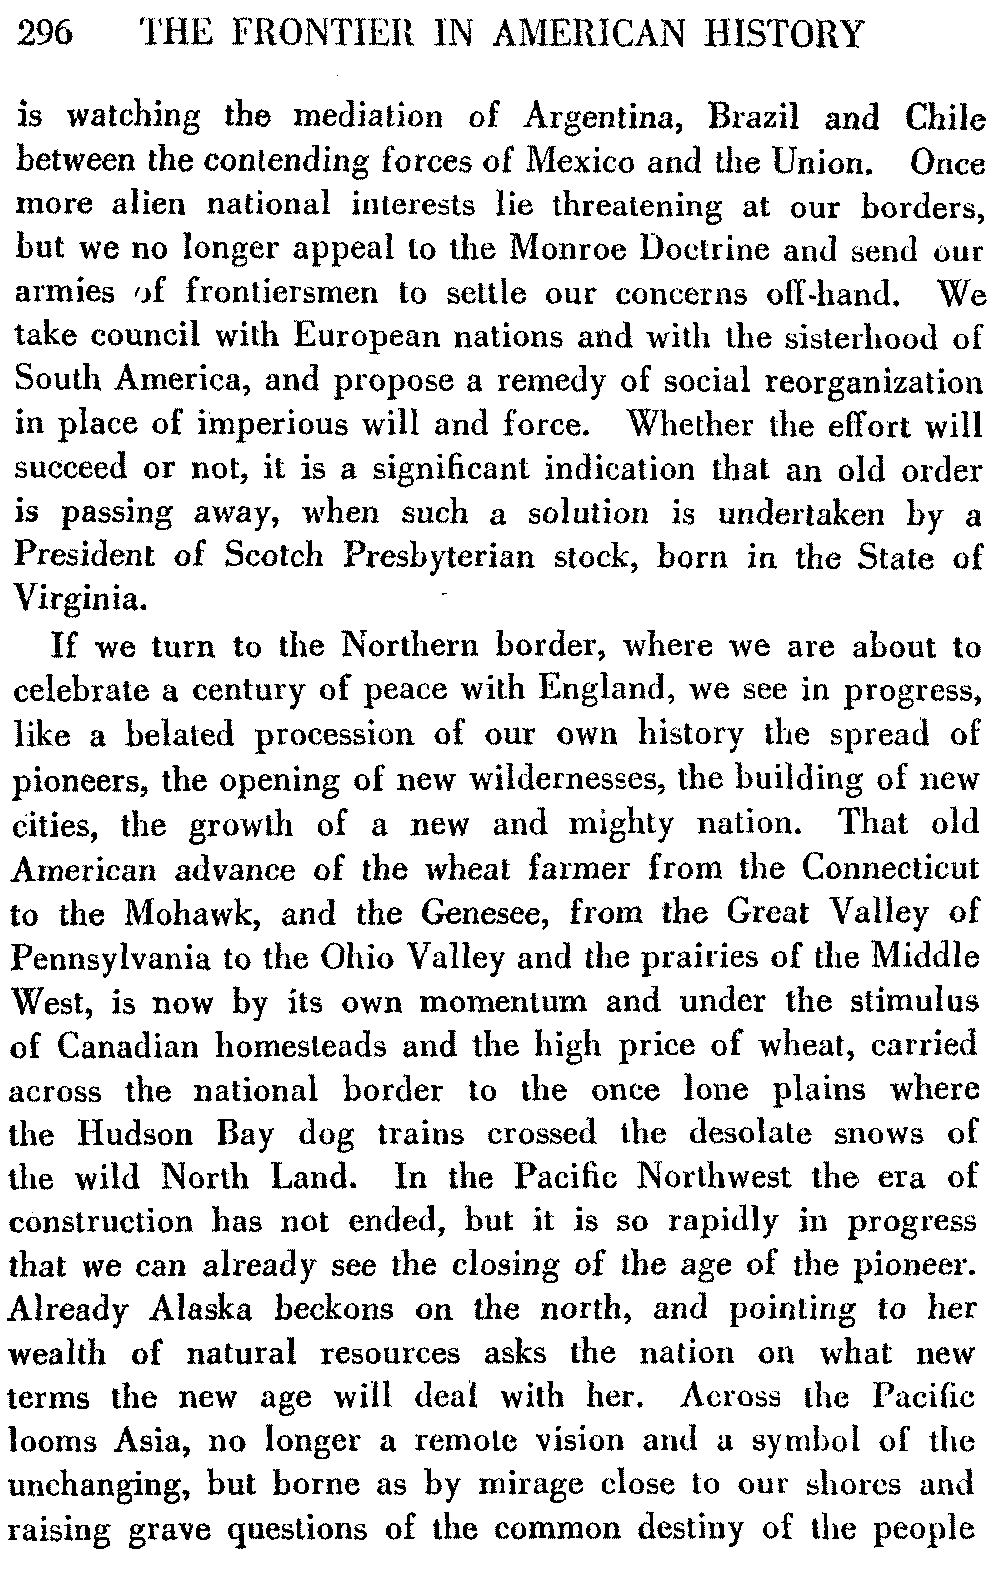 296 THE FRONTIER IN AMERICAN HISTORY
is watching the mediation of Argentina, Brazil and Chile
between the contending forces of Mexico and the Union. Once
more alien national interests lie threatening at our borders,
but we no longer appeal to the Monroe Doctrine and send our
armies of frontiersmen to settle our concerns off-hand. We
take council with European nations and with the sisterhood of
South America, and propose a remedy of social reorganization
in place of imperious will and force. Whether the effort will
succeed or not, it is a significant indication that an old order
is passing away, when such a solution is undertaken by a
President of Scotch Presbyterian stock, born in the State of
Virginia.
If we turn to the Northern border, where we are about to
celebrate a century of peace with England, we see in progress,
like a belated procession of our own history the spread of
pioneers, the opening of new wildernesses, the building of new
cities, the growth of a new and mighty nation. That old
American advance of the wheat farmer from the Connecticut
to the Mohawk, and the Genesee, from the Great Valley of
Pennsylvania to the Ohio Valley and the prairies of the Middle
West, is now by its own momentum and under the stimulus
of Canadian homesteads and the high price of wheat, carried
across the national border to the once lone plains where
the Hudson Bay dog trains crossed the desolate snows of
the wild North Land. In the Pacific Northwest the era of
construction has not ended, but it is so rapidly in progress
that we can already see the closing of the age of the pioneer.
Already Alaska beckons on the north, and pointing to her
wealth of natural resources asks the nation on what new
terms the new age will deal with her. Across the Pacific
looms Asia, no longer a remote vision and a symbol of the
unchanging, but borne as by mirage close to our shores and
raising grave questions of the common destiny of the people